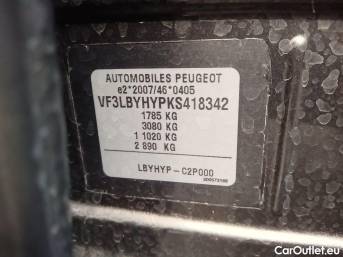 AUTOMOBILES PEUGEOT
e2*2007/46*0405
VF3LBYHYPKS418342
1785 KG
3080 KG
1 1020 KG
2 890 KG
LBYHYP - C2P000
CarOutlet.eu